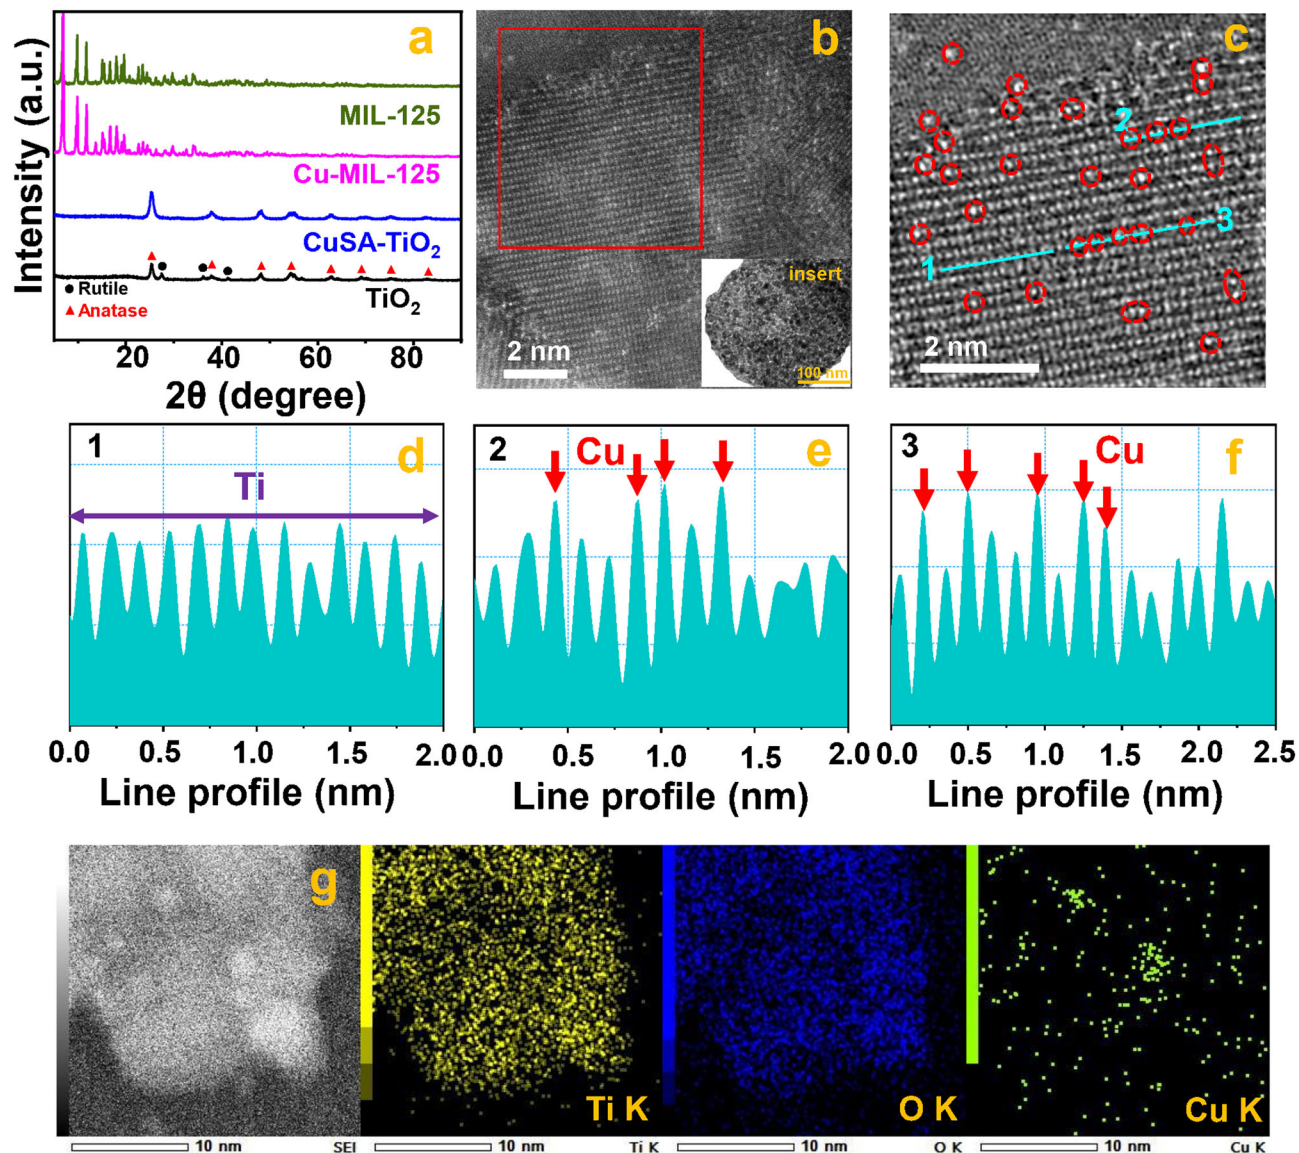 Intensity (a.u.)
a
MIL-125
Cu-MIL-125
CuSA-TiO2
● Rutile
▲ Anatase
TiO2
20 40 60 80
2θ (degree)
b
insert
2 nm
100 nm
c
2
3
1
2 nm
1
d
Ti
0.0 0.5 1.0 1.5 2.0
Line profile (nm)
2
Cu
e
0.0 0.5 1.0 1.5 2.0
Line profile (nm)
3
Cu
f
0.0 0.5 1.0 1.5 2.0 2.5
Line profile (nm)
g
Ti K
O K
Cu K
10 nm SEI
10 nm Ti K
10 nm O K
10 nm Cu K